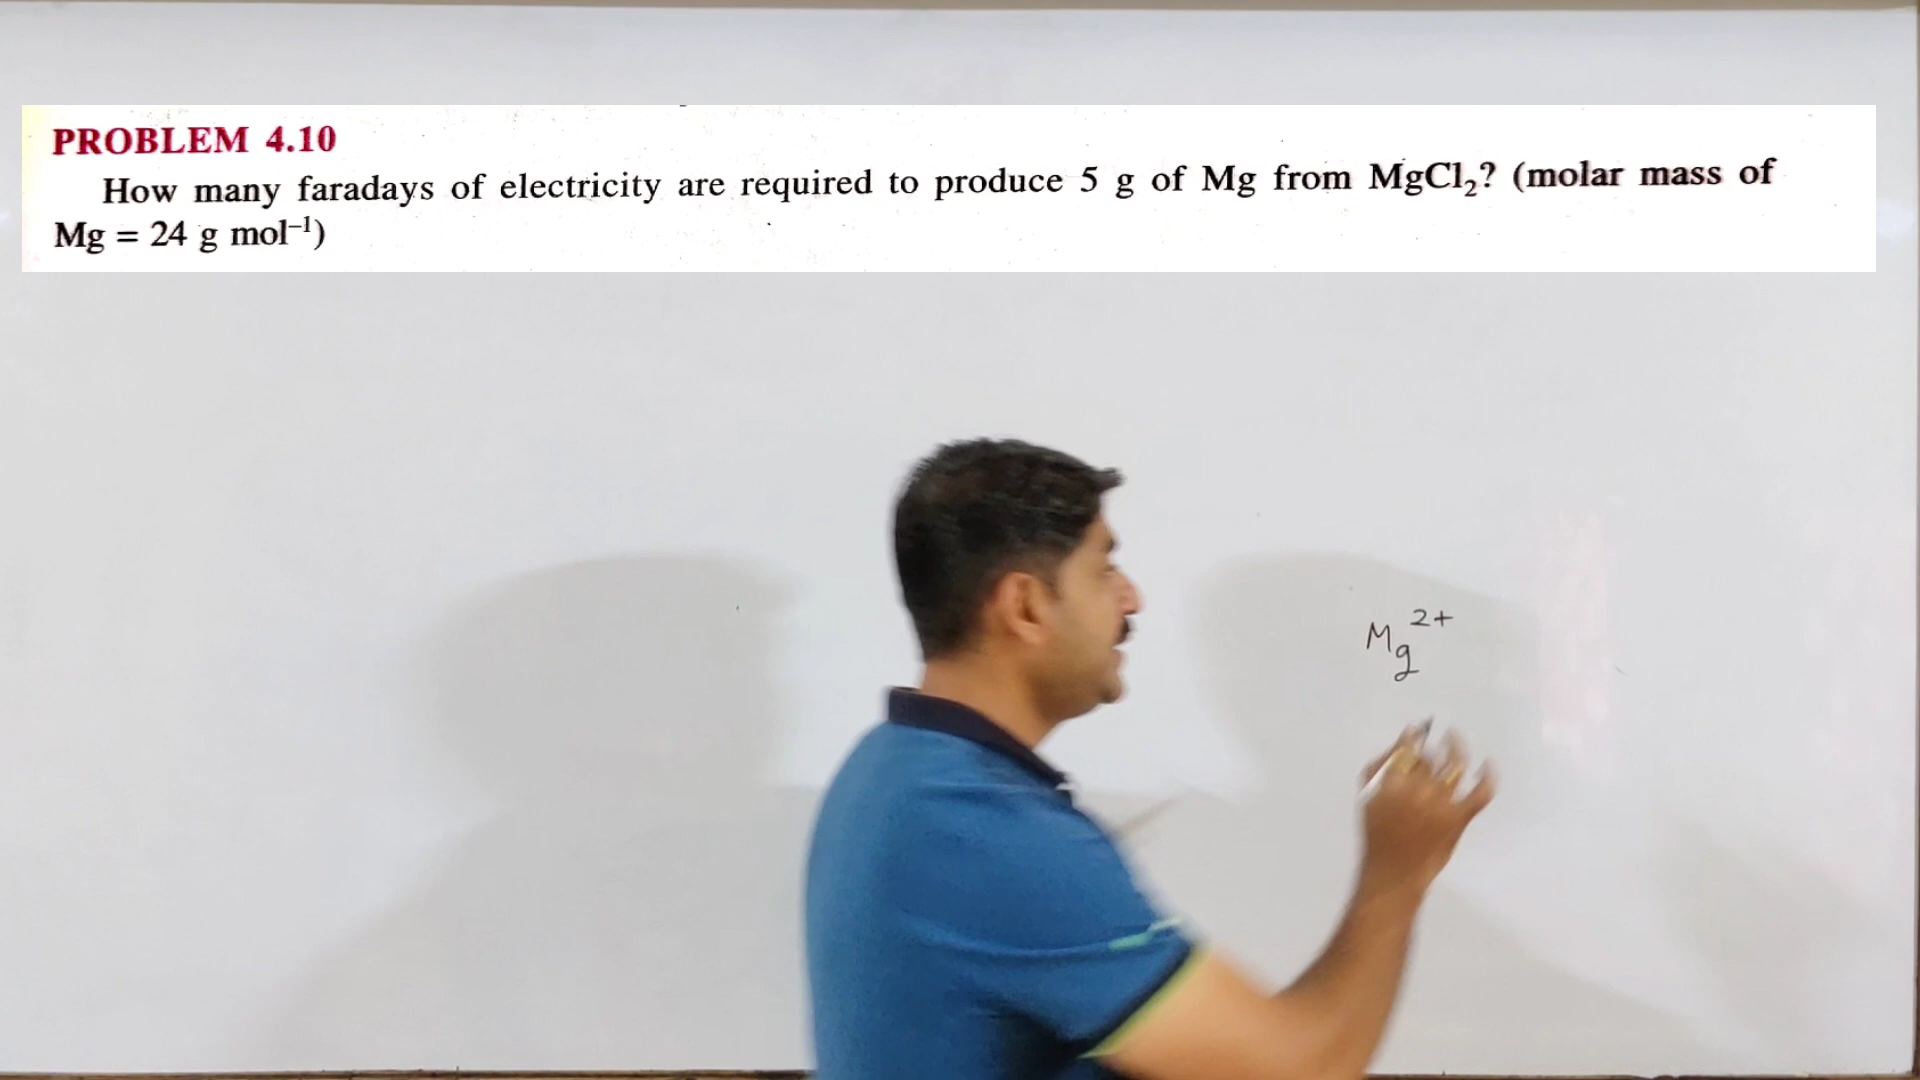 PROBLEM 4.10
How many faradays of electricity are required to produce 5 g of Mg from MgCl₂? (molar mass of
Mg = 24 g mol⁻¹)
Mg²⁺